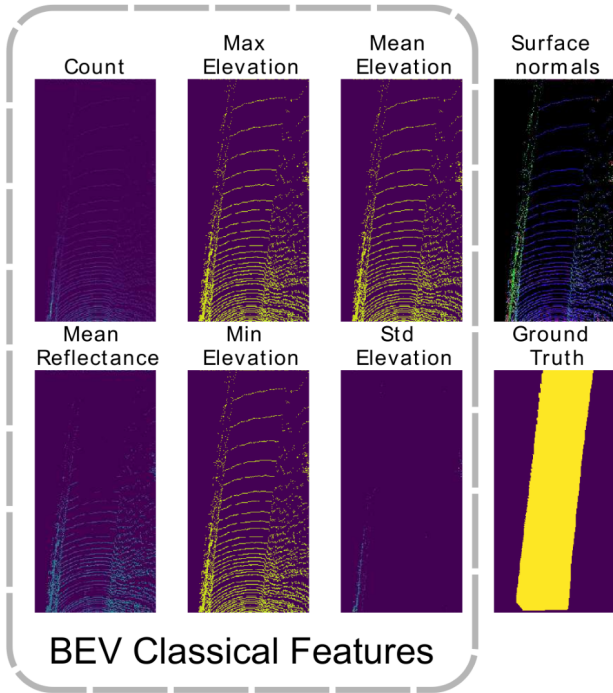 Count
Max
Elevation
Mean
Elevation
Surface
normals
Mean
Reflectance
Min
Elevation
Std
Elevation
Ground
Truth
BEV Classical Features